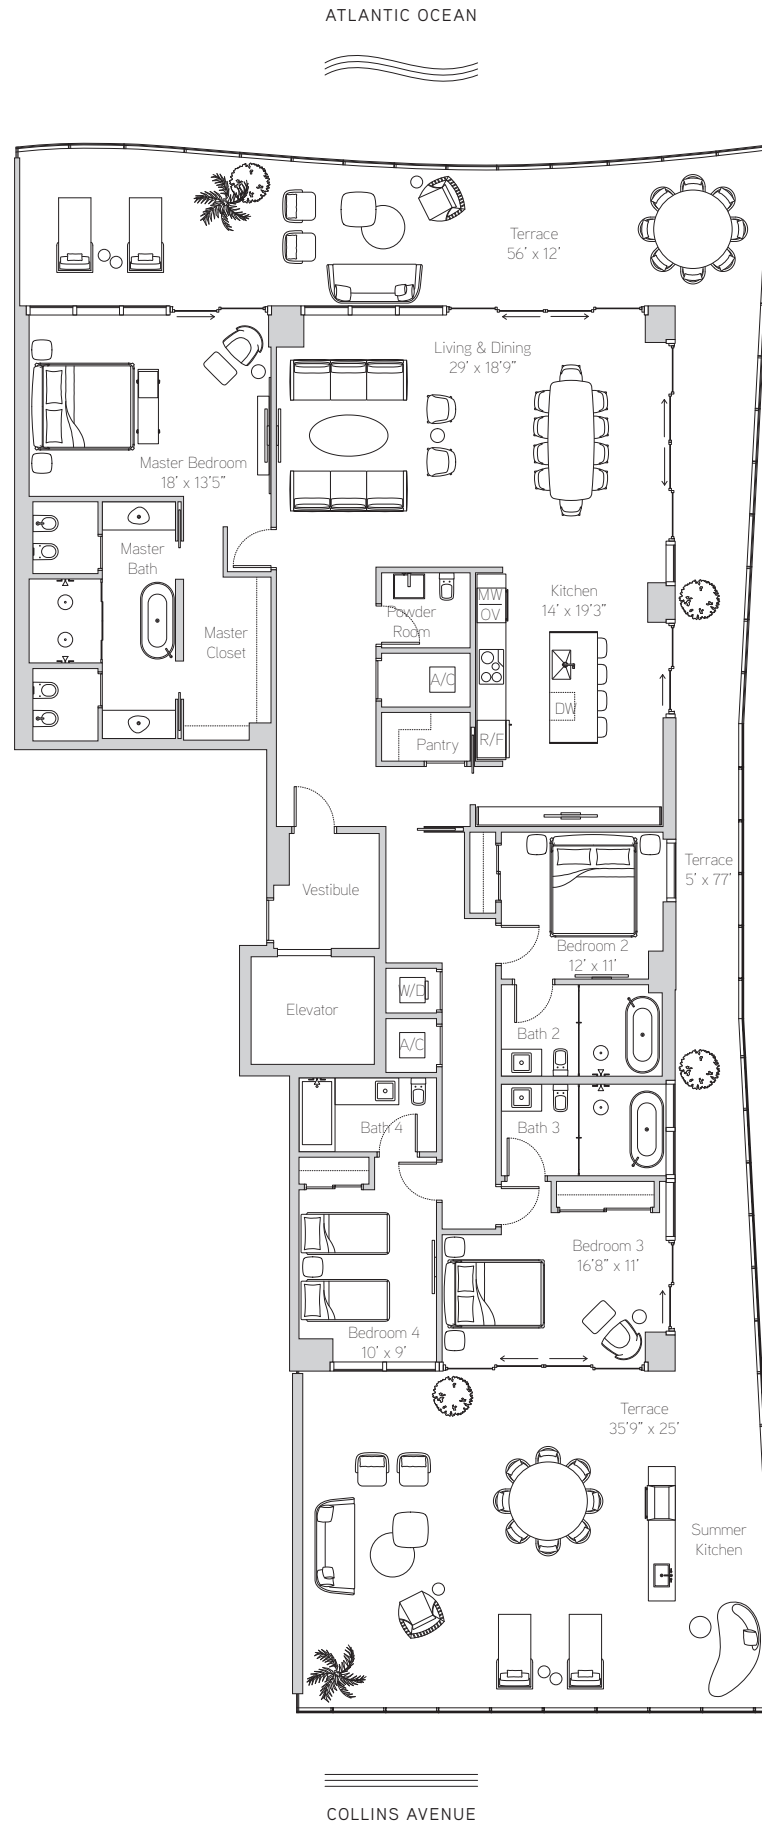 ATLANTIC OCEAN
Terrace
56' x 12'
Living & Dining
29' x 18'9"
Master Bedroom
18' x 13'5"
Master
Bath
Master
Closet
Powder
Room
MW
OV
Kitchen
14' x 19'3"
A/C
DW
Pantry
R/F
Terrace
5' x 77'
Vestibule
Bedroom 2
12' x 11'
Elevator
W/D
A/C
Bath 2
Bath 4
Bath 3
Bedroom 3
16'8" x 11'
Bedroom 4
10' x 9'
Terrace
35'9" x 25'
Summer
Kitchen
COLLINS AVENUE